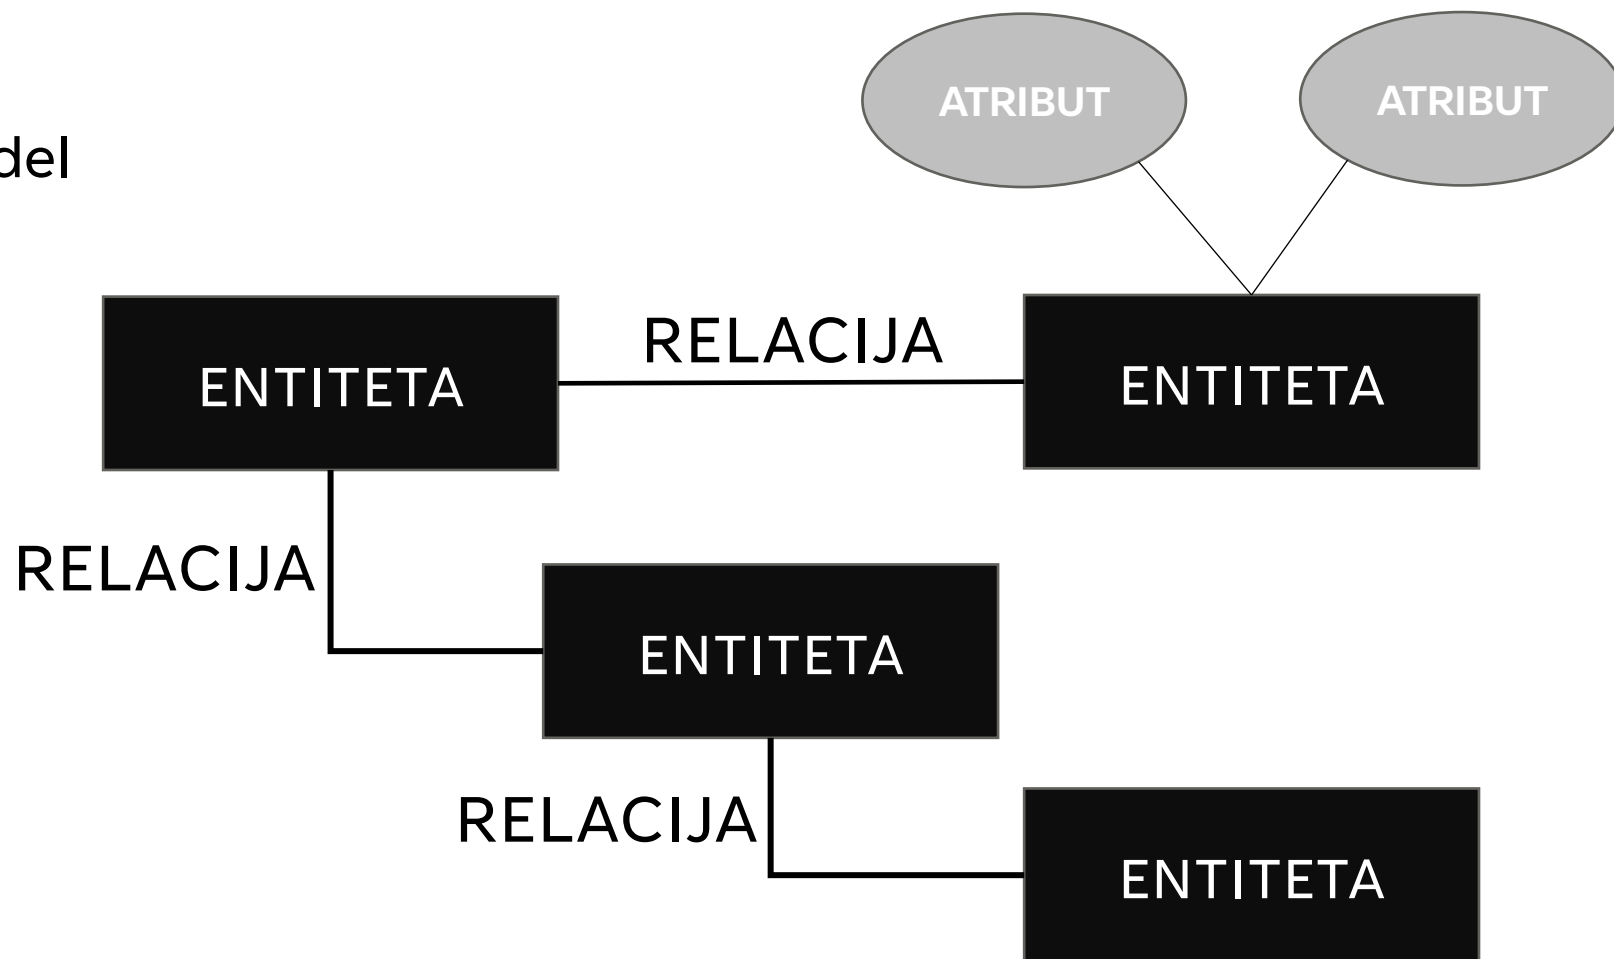 ATRIBUT
ATRIBUT
del
RELACIJA
ENTITETA
ENTITETA
RELACIJA
ENTITETA
RELACIJA
ENTITETA